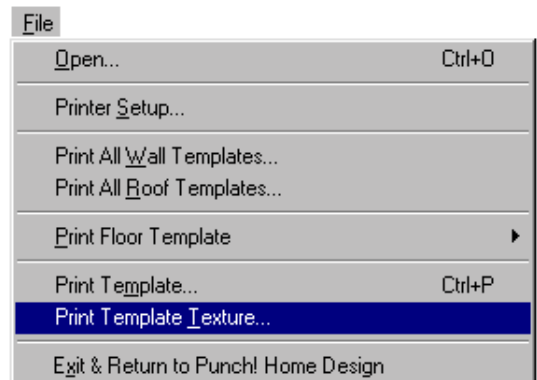 File
Open... Ctrl+O
Printer Setup...
Print All Wall Templates...
Print All Roof Templates...
Print Floor Template
Print Template... Ctrl+P
Print Template Texture...
Exit & Return to Punch! Home Design